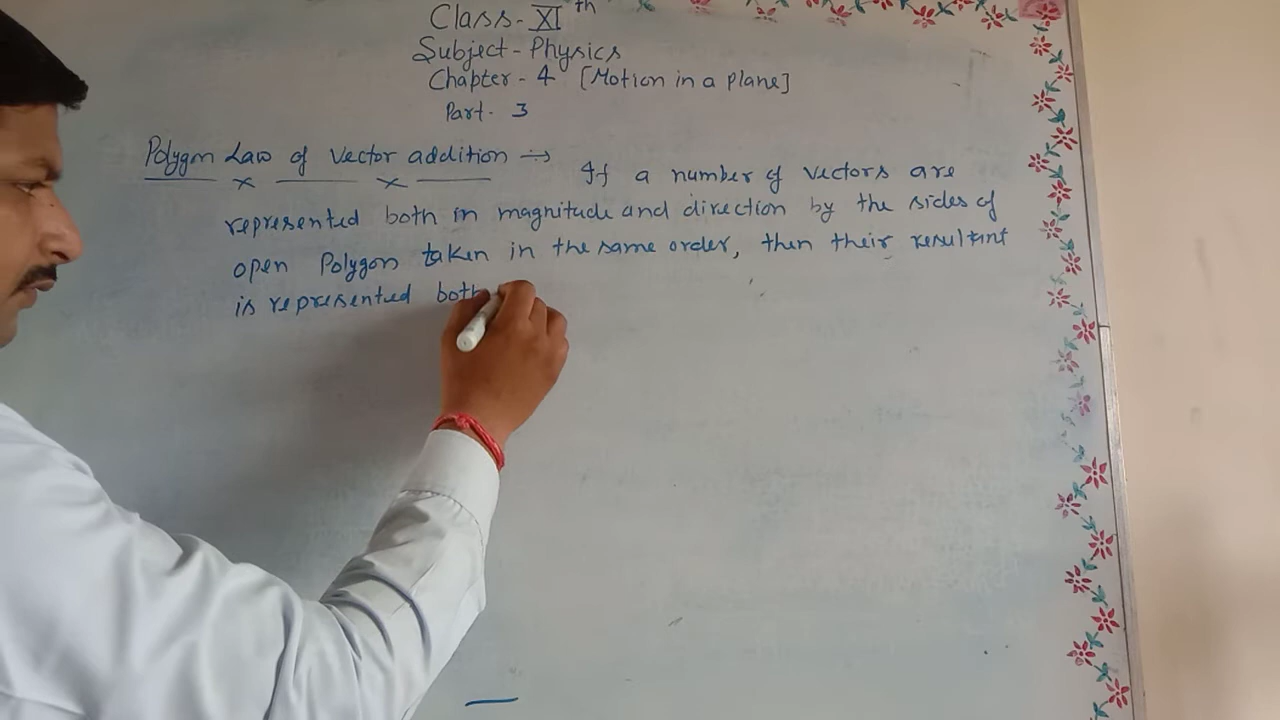 Class - XIth
Subject - Physics
Chapter - 4 [Motion in a plane]
Part - 3
Polygon Law of vector addition → If a number of vectors are
represented both in magnitude and direction by the sides of
open Polygon taken in the same order, then their resultant
is represented both